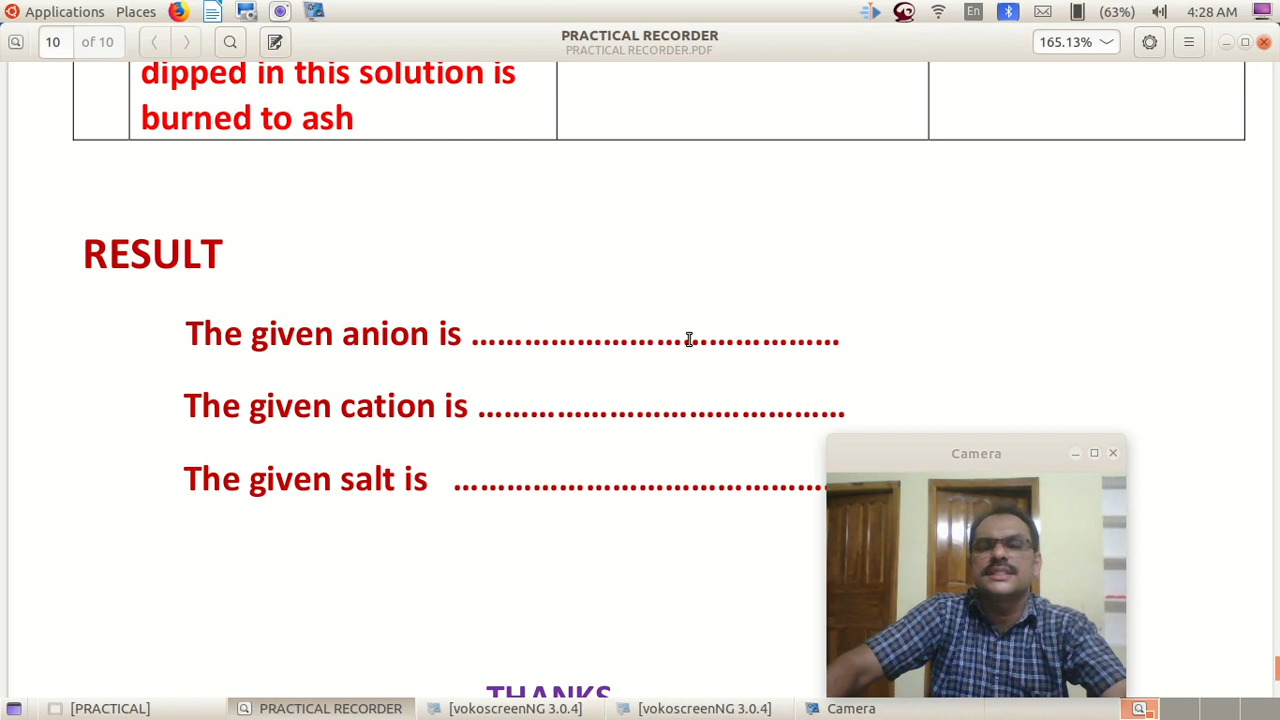 Applications Places En (63%) 4:28 AM
10 of 10 PRACTICAL RECORDER 165.13%
PRACTICAL RECORDER.PDF
dipped in this solution is
burned to ash
RESULT
The given anion is ……………………………………
The given cation is ……………………………………
The given salt is ……………………………………
Camera
THANKS
[PRACTICAL] PRACTICAL RECORDER [vokoscreenNG 3.0.4] [vokoscreenNG 3.0.4] Camera